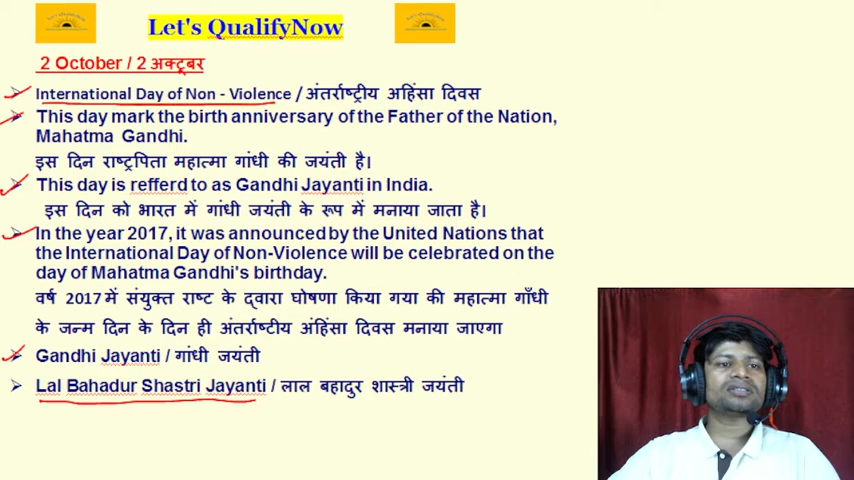 Let's QualifyNow
2 October / 2 अक्टूबर
International Day of Non - Violence / अंतर्राष्ट्रीय अहिंसा दिवस
This day mark the birth anniversary of the Father of the Nation,
Mahatma Gandhi.
इस दिन राष्ट्रपिता महात्मा गांधी की जयंती है।
This day is refferd to as Gandhi Jayanti in India.
इस दिन को भारत में गांधी जयंती के रूप में मनाया जाता है।
In the year 2017, it was announced by the United Nations that
the International Day of Non-Violence will be celebrated on the
day of Mahatma Gandhi's birthday.
वर्ष 2017 में संयुक्त राष्ट के द्वारा घोषणा किया गया की महात्मा गाँधी
के जन्म दिन के दिन ही अंतर्राष्टीय अंहिंसा दिवस मनाया जाएगा
Gandhi Jayanti / गांधी जयंती
Lal Bahadur Shastri Jayanti / लाल बहादुर शास्त्री जयंती